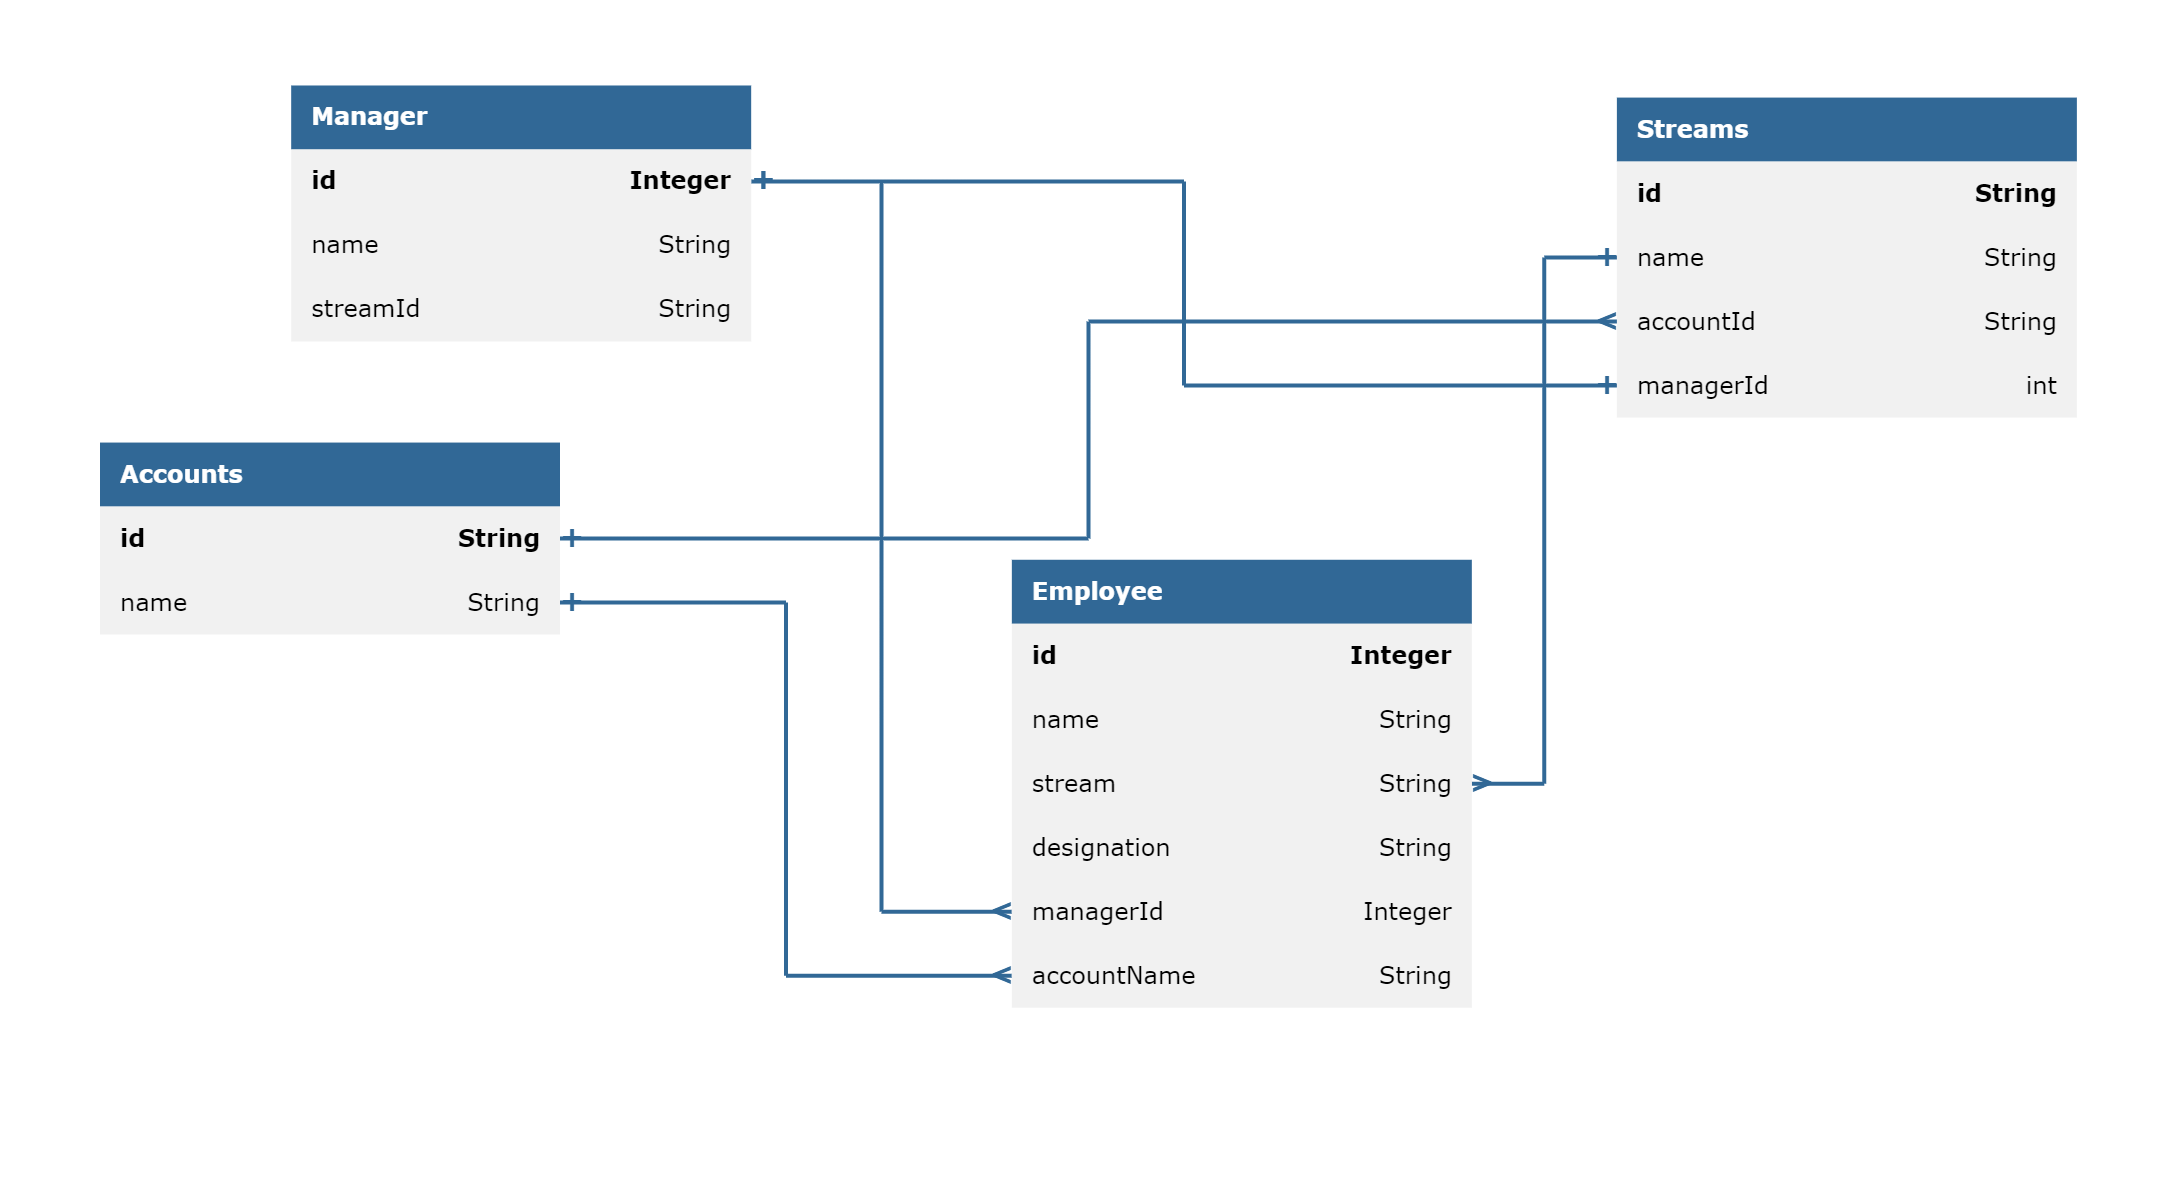 Manager
id Integer
name String
streamId String
Streams
id String
name String
accountId String
managerId int
Accounts
id String
name String
Employee
id Integer
name String
stream String
designation String
managerId Integer
accountName String